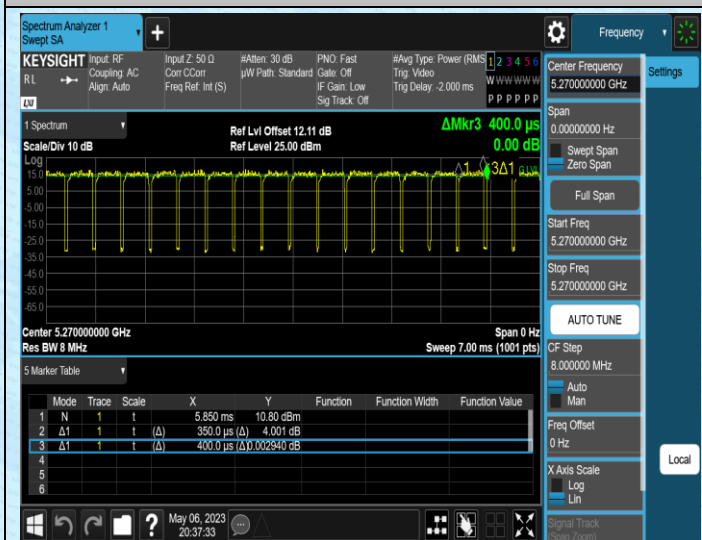 Spectrum Analyzer 1
Swept SA
Frequency
KEYSIGHT
Input: RF
Coupling: AC
Align: Auto
Input Z: 50 Ω
Corr CCorr
Freq Ref: Int (S)
#Atten: 30 dB
µW Path: Standard
PNO: Fast
Gate: Off
IF Gain: Low
Sig Track: Off
#Avg Type: Power (RMS
Trig: Video
Trig Delay: -2.000 ms
1 2 3 4 5 6
W W W W W W
P P P P P P
R L
LXI
1 Spectrum
Scale/Div 10 dB
Ref Lvl Offset 12.11 dB
Ref Level 25.00 dBm
ΔMkr3 400.0 µs
0.00 dB
Log
15.0
5.00
-5.00
-15.0
-25.0
-35.0
-45.0
-55.0
-65.0
1
3Δ1
Center 5.270000000 GHz
Res BW 8 MHz
Span 0 Hz
Sweep 7.00 ms (1001 pts)
5 Marker Table
Mode Trace Scale X Y Function Function Width Function Value
1 N 1 t 5.850 ms 10.80 dBm
2 Δ1 1 t (Δ) 350.0 µs (Δ) 4.001 dB
3 Δ1 1 t (Δ) 400.0 µs (Δ) 0.002940 dB
4
5
6
May 06, 2023
20:37:33
Center Frequency
5.270000000 GHz
Span
0.00000000 Hz
Swept Span
Zero Span
Full Span
Start Freq
5.270000000 GHz
Stop Freq
5.270000000 GHz
AUTO TUNE
CF Step
8.000000 MHz
Auto
Man
Freq Offset
0 Hz
X Axis Scale
Log
Lin
Signal Track
(Span Zoom)
Settings
Local